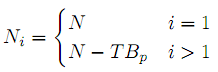 N_i = { N    i = 1
N − TB_p    i > 1